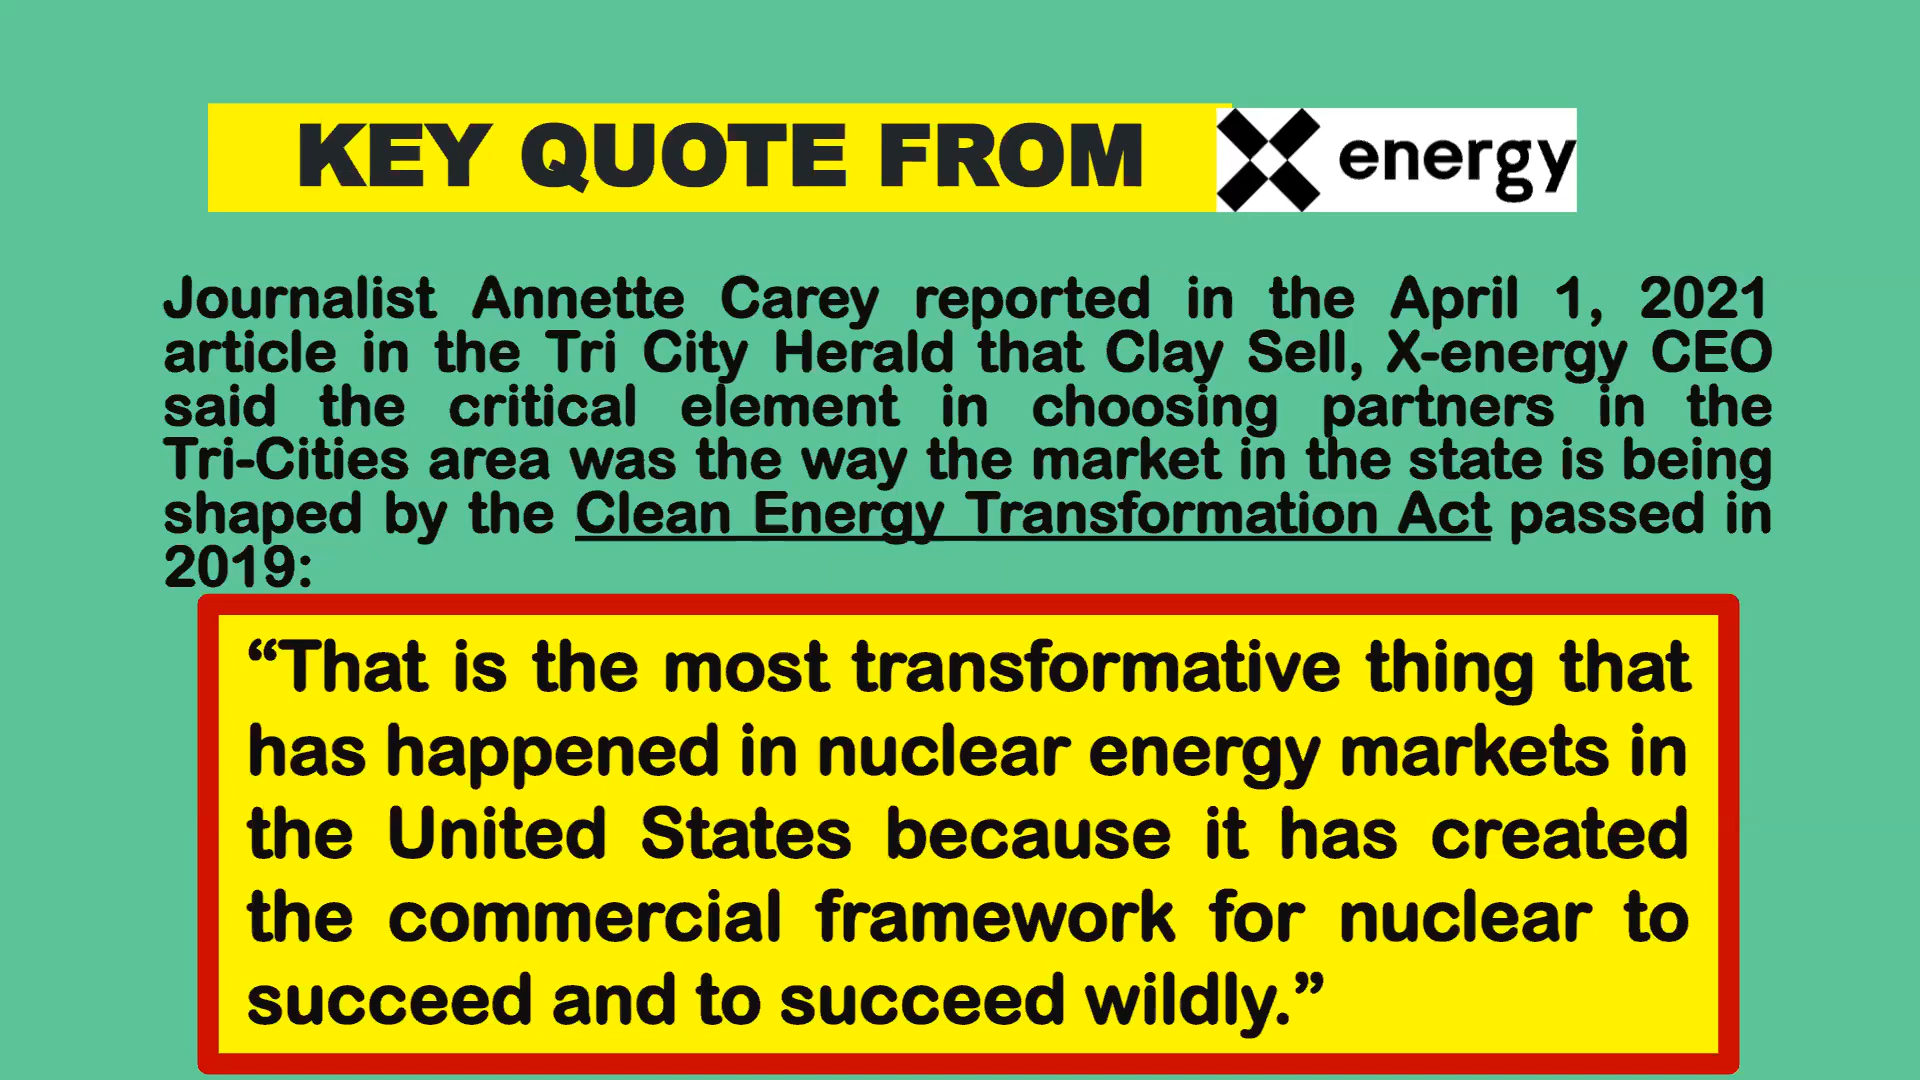 KEY QUOTE FROM X energy
Journalist Annette Carey reported in the April 1, 2021
article in the Tri City Herald that Clay Sell, X-energy CEO
said the critical element in choosing partners in the
Tri-Cities area was the way the market in the state is being
shaped by the Clean Energy Transformation Act passed in
2019:
“That is the most transformative thing that
has happened in nuclear energy markets in
the United States because it has created
the commercial framework for nuclear to
succeed and to succeed wildly.”